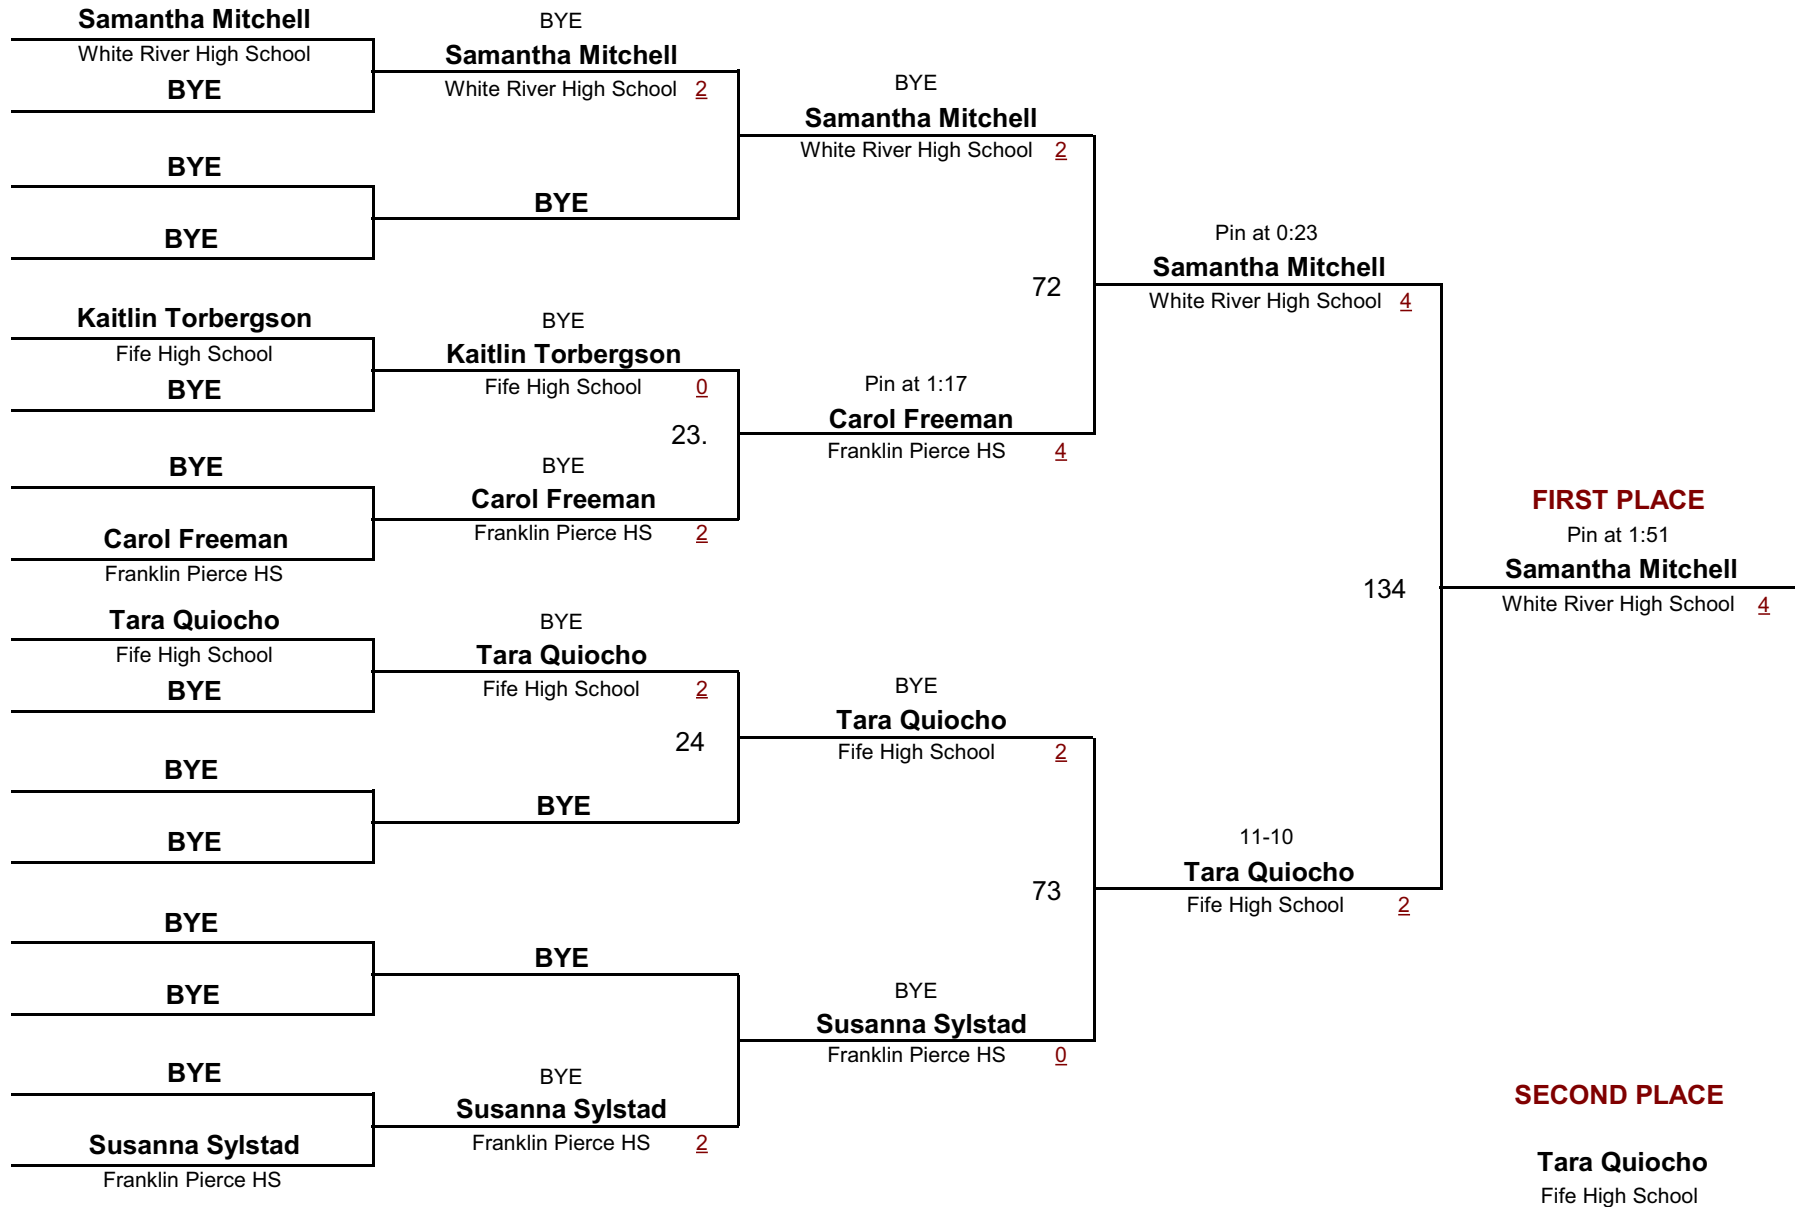 Samantha Mitchell
White River High School
BYE
BYE
BYE
Kaitlin Torbergson
Fife High School
BYE
BYE
Carol Freeman
Franklin Pierce HS
Tara Quiocho
Fife High School
BYE
BYE
BYE
BYE
BYE
BYE
Susanna Sylstad
Franklin Pierce HS
BYE
Samantha Mitchell
White River High School 2
BYE
BYE
Kaitlin Torbergson
Fife High School 0
23.
BYE
Carol Freeman
Franklin Pierce HS 2
BYE
Tara Quiocho
Fife High School 2
24
BYE
BYE
BYE
Susanna Sylstad
Franklin Pierce HS 2
BYE
Samantha Mitchell
White River High School 2
72
Pin at 1:17
Carol Freeman
Franklin Pierce HS 4
BYE
Tara Quiocho
Fife High School 2
73
BYE
Susanna Sylstad
Franklin Pierce HS 0
Pin at 0:23
Samantha Mitchell
White River High School 4
134
11-10
Tara Quiocho
Fife High School 2
FIRST PLACE
Pin at 1:51
Samantha Mitchell
White River High School 4
SECOND PLACE
Tara Quiocho
Fife High School